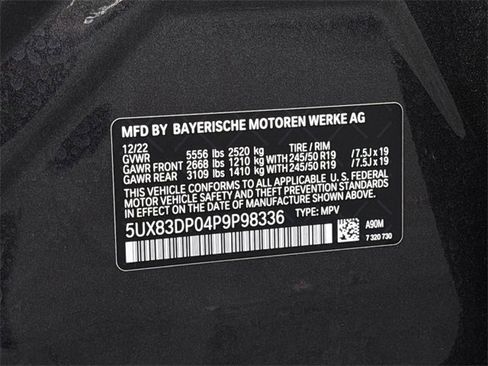 MFD BY BAYERISCHE MOTOREN WERKE AG
12/22 TIRE / RIM
GVWR 5556 lbs 2520 kg
GAWR FRONT 2668 lbs 1210 kg WITH 245/50 R19 / 7.5J x 19
GAWR REAR 3109 lbs 1410 kg WITH 245/50 R19 / 7.5J x 19
THIS VEHICLE CONFORMS TO ALL APPLICABLE U. S. FEDERAL
MOTOR VEHICLE SAFETY AND THEFT PREVENTION STANDARDS
IN EFFECT ON THE DATE OF MANUFACTURE SHOWN ABOVE.
5UX83DP04P9P98336 TYPE: MPV
A90M
7 320 730